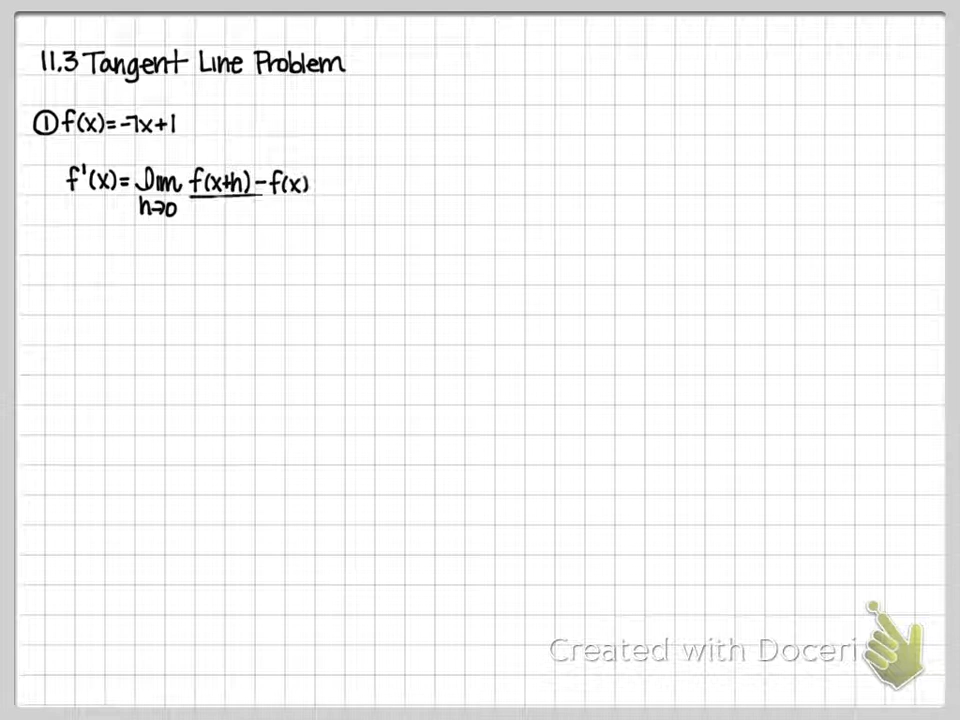 11.3 Tangent Line Problem
① f(x)=-7x+1
f'(x)= lim f(x+h)-f(x)
h→0
Created with Doceri